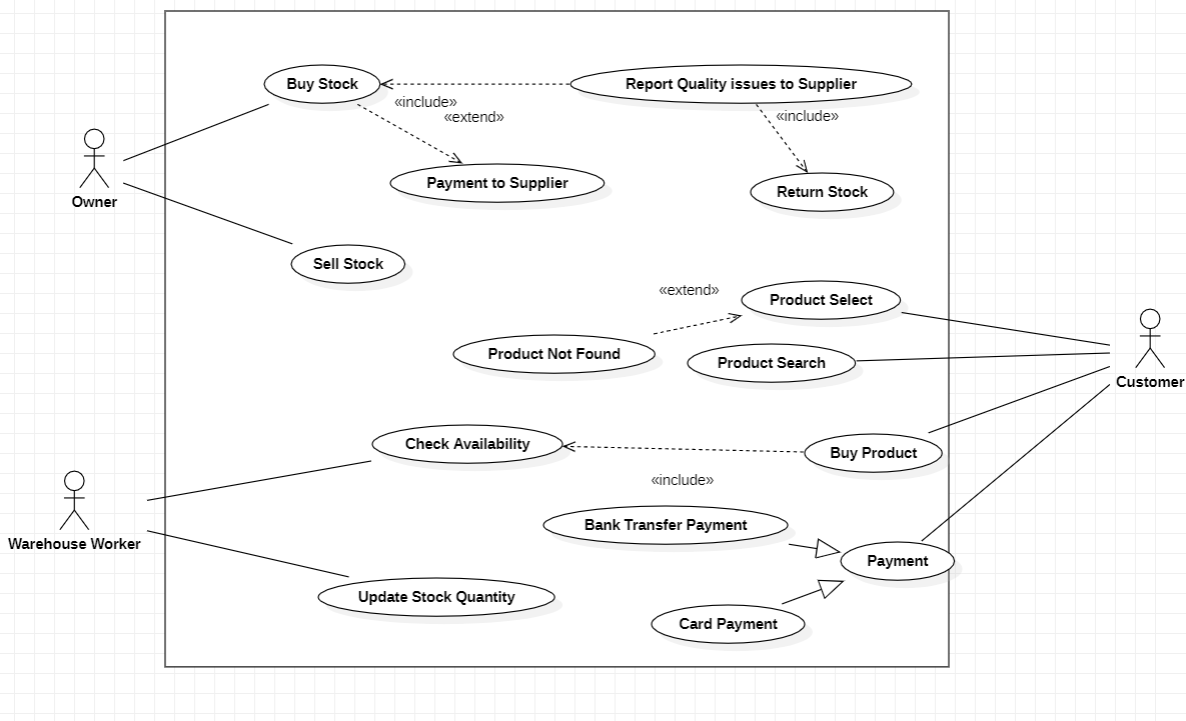 Buy Stock
Report Quality issues to Supplier
«include»
«extend»
«include»
Payment to Supplier
Return Stock
Owner
Sell Stock
«extend»
Product Select
Product Not Found
Product Search
Customer
Check Availability
Buy Product
«include»
Bank Transfer Payment
Warehouse Worker
Payment
Update Stock Quantity
Card Payment